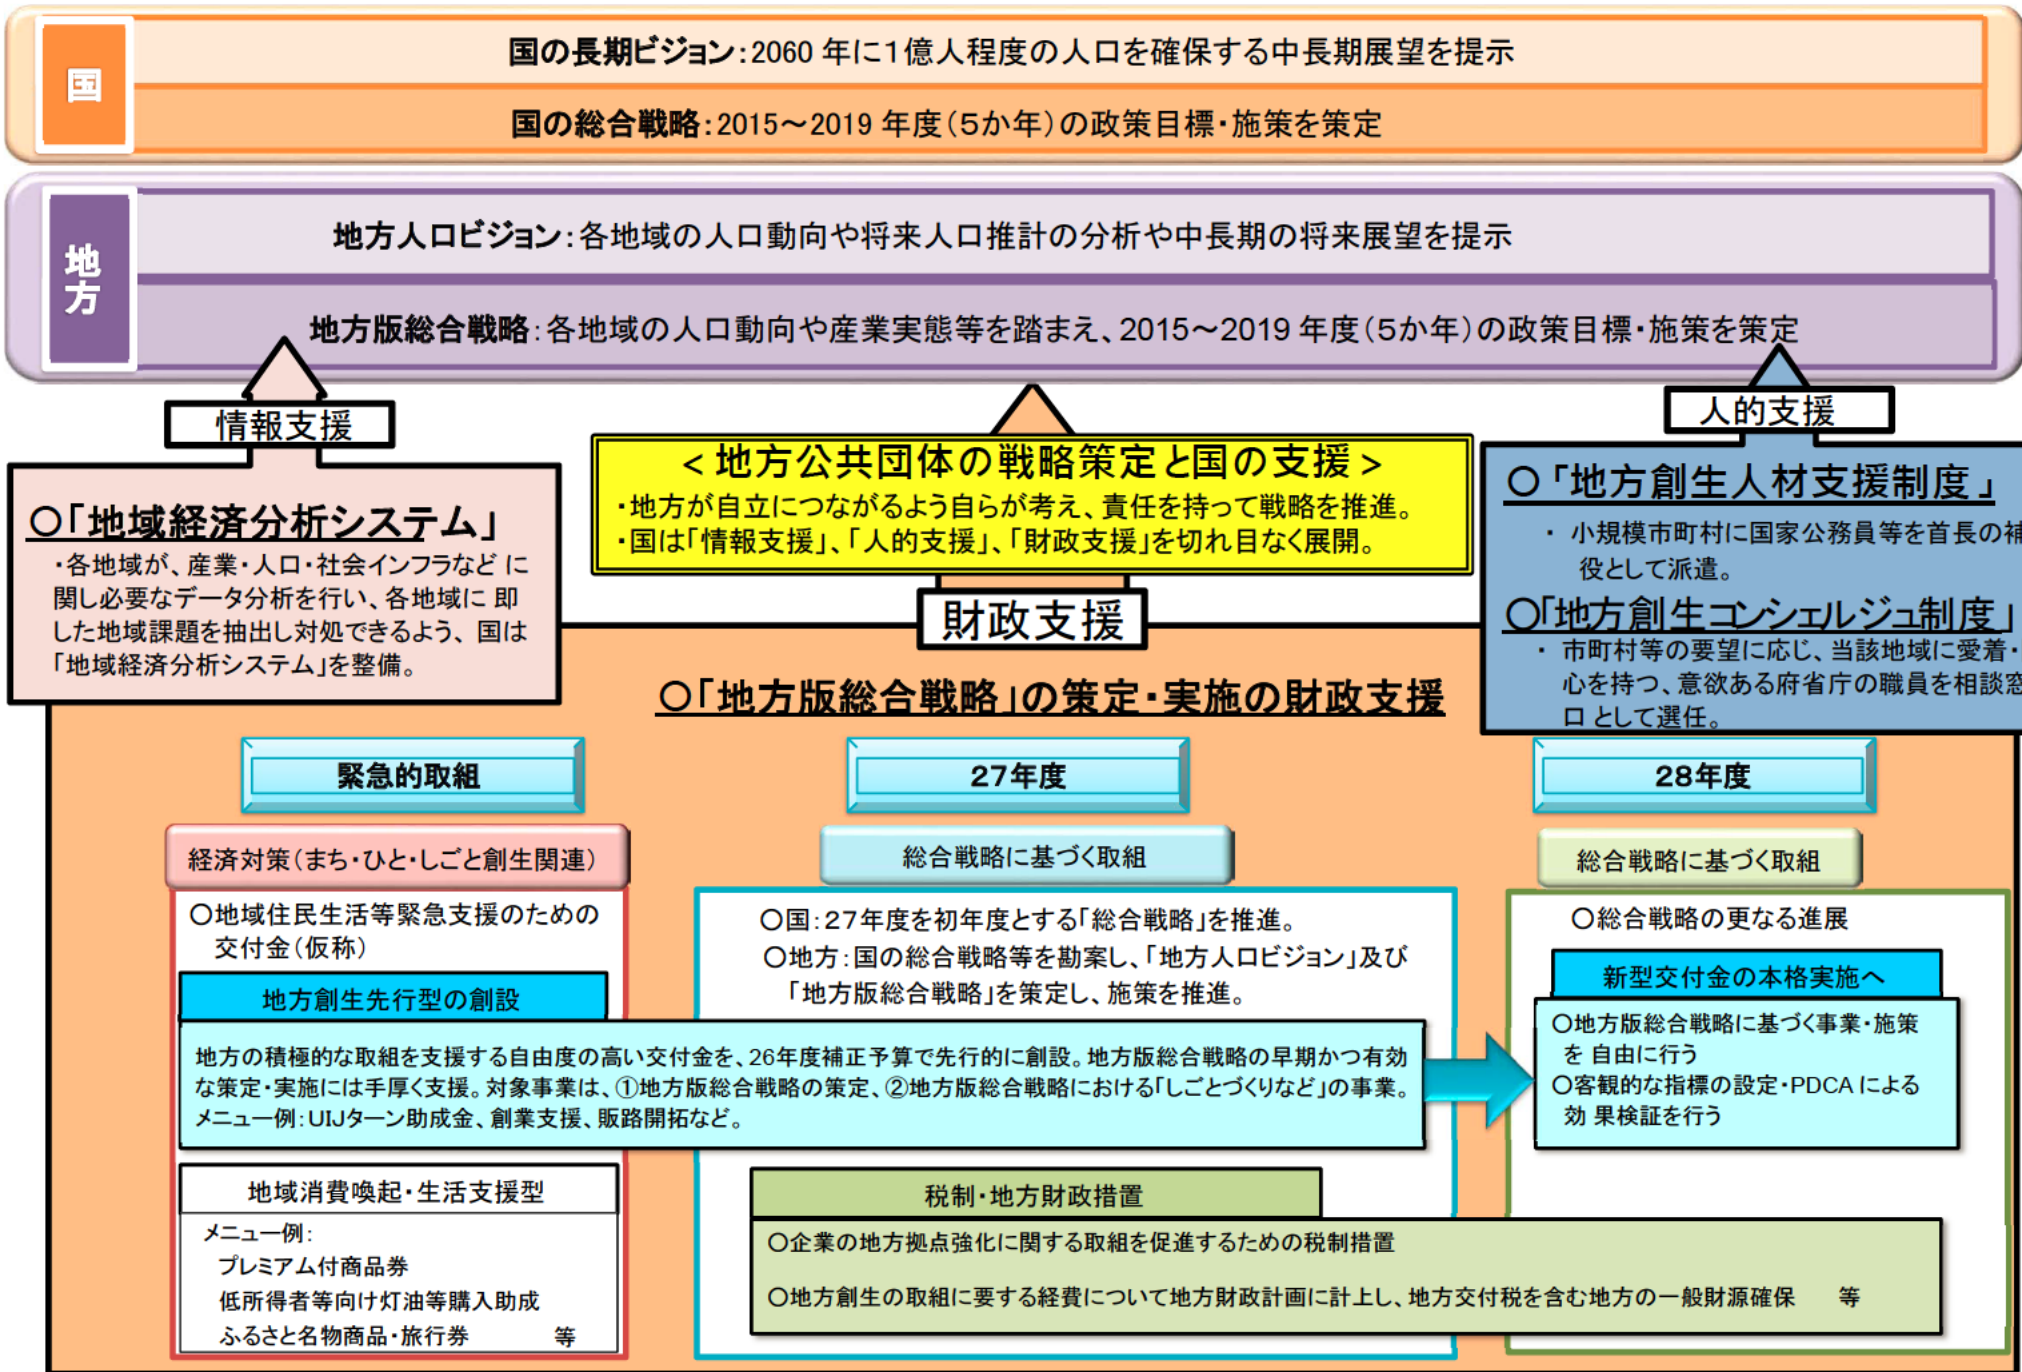 国
国の長期ビジョン:2060 年に1億人程度の人口を確保する中長期展望を提示
国の総合戦略:2015～2019 年度(5か年)の政策目標・施策を策定
地方
地方人口ビジョン:各地域の人口動向や将来人口推計の分析や中長期の将来展望を提示
地方版総合戦略:各地域の人口動向や産業実態等を踏まえ、2015～2019 年度(5か年)の政策目標・施策を策定
情報支援
○「地域経済分析システム」
・各地域が、産業・人口・社会インフラなど に
関し必要なデータ分析を行い、各地域に 即
した地域課題を抽出し対処できるよう、 国は
「地域経済分析システム」を整備。
<地方公共団体の戦略策定と国の支援>
・地方が自立につながるよう自らが考え、責任を持って戦略を推進。
・国は「情報支援」、「人的支援」、「財政支援」を切れ目なく展開。
人的支援
○「地方創生人材支援制度」
・ 小規模市町村に国家公務員等を首長の補
役として派遣。
○「地方創生コンシェルジュ制度」
・ 市町村等の要望に応じ、当該地域に愛着・
心を持つ、意欲ある府省庁の職員を相談窓
口 として選任。
財政支援
○「地方版総合戦略」の策定・実施の財政支援
緊急的取組
経済対策(まち・ひと・しごと創生関連)
○地域住民生活等緊急支援のための
交付金(仮称)
地方創生先行型の創設
地方の積極的な取組を支援する自由度の高い交付金を、26年度補正予算で先行的に創設。地方版総合戦略の早期かつ有効
な策定・実施には手厚く支援。対象事業は、①地方版総合戦略の策定、②地方版総合戦略における「しごとづくりなど」の事業。
メニュー例:UIJターン助成金、創業支援、販路開拓など。
地域消費喚起・生活支援型
メニュー例:
プレミアム付商品券
低所得者等向け灯油等購入助成
ふるさと名物商品・旅行券 等
27年度
総合戦略に基づく取組
○国:27年度を初年度とする「総合戦略」を推進。
○地方:国の総合戦略等を勘案し、「地方人口ビジョン」及び
「地方版総合戦略」を策定し、施策を推進。
税制・地方財政措置
○企業の地方拠点強化に関する取組を促進するための税制措置
○地方創生の取組に要する経費について地方財政計画に計上し、地方交付税を含む地方の一般財源確保 等
28年度
総合戦略に基づく取組
○総合戦略の更なる進展
新型交付金の本格実施へ
○地方版総合戦略に基づく事業・施策
を 自由に行う
○客観的な指標の設定・PDCA による
効 果検証を行う